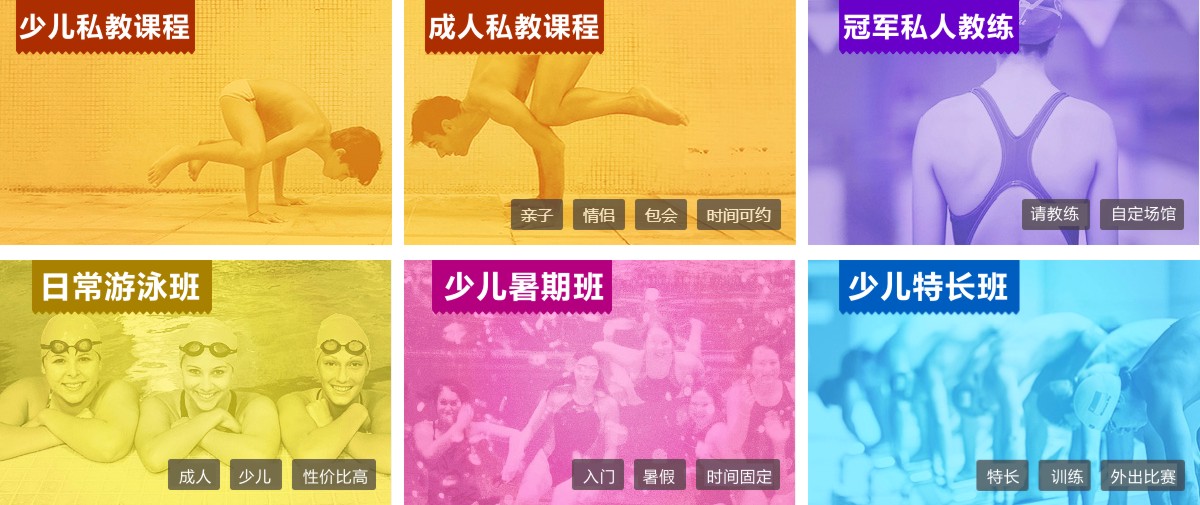 少儿私教课程
成人私教课程
亲子 情侣 包会 时间可约
冠军私人教练
请教练 自定场馆
日常游泳班
成人 少儿 性价比高
少儿暑期班
入门 暑假 时间固定
少儿特长班
特长 训练 外出比赛